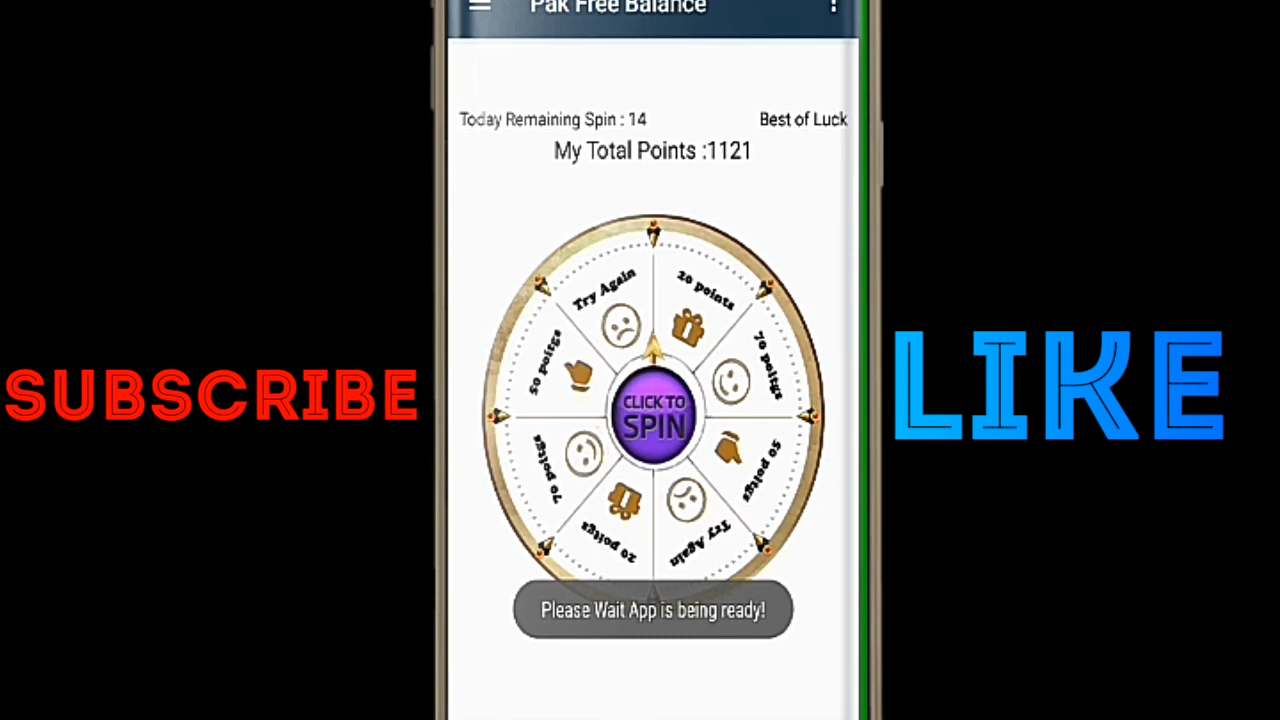 Pak Free Balance
Today Remaining Spin : 14
Best of Luck
My Total Points :1121
Try Again
20 points
50 poitgs
70 poitgs
CLICK TO
SPIN
70 poitgs
50 poitgs
20 poitgs
Try Again
Please Wait App is being ready!
SUBSCRIBE
LIKE